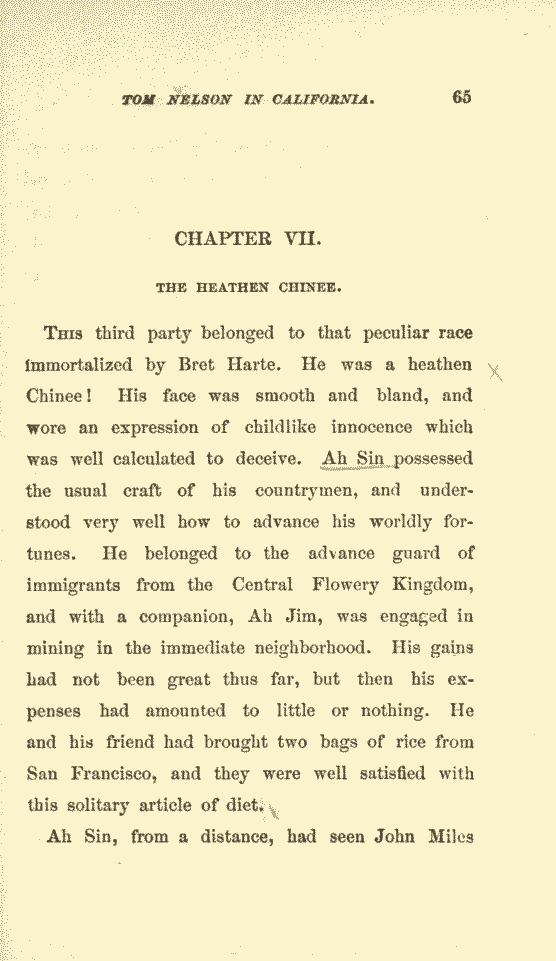 TOM NELSON IN CALIFORNIA. 65
CHAPTER VII.
THE HEATHEN CHINEE.
THIS third party belonged to that peculiar race
immortalized by Bret Harte. He was a heathen
Chinee! His face was smooth and bland, and
wore an expression of childlike innocence which
was well calculated to deceive. Ah Sin possessed
the usual craft of his countrymen, and under-
stood very well how to advance his worldly for-
tunes. He belonged to the advance guard of
immigrants from the Central Flowery Kingdom,
and with a companion, Ah Jim, was engaged in
mining in the immediate neighborhood. His gains
had not been great thus far, but then his ex-
penses had amounted to little or nothing. He
and his friend had brought two bags of rice from
San Francisco, and they were well satisfied with
this solitary article of diet.
Ah Sin, from a distance, had seen John Miles